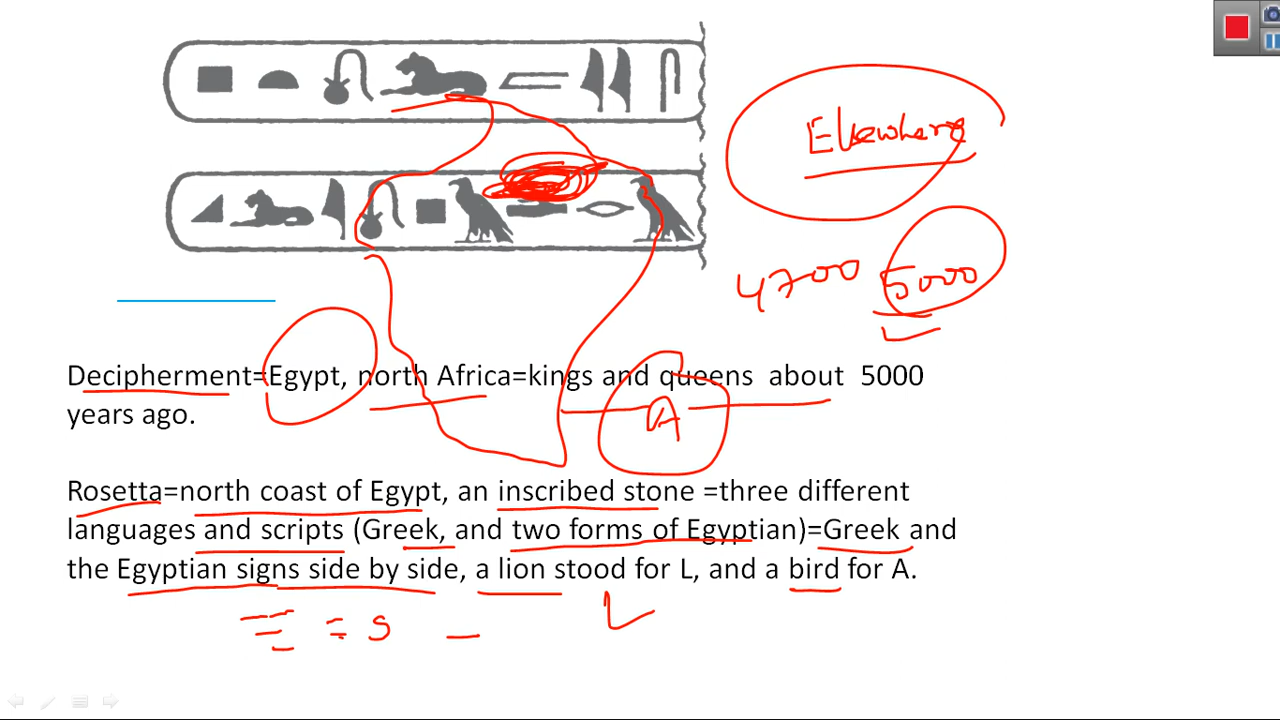 Elsewhere
4700 5000
Decipherment=Egypt, north Africa=kings and queens about 5000
years ago.
A
Rosetta=north coast of Egypt, an inscribed stone =three different
languages and scripts (Greek, and two forms of Egyptian)=Greek and
the Egyptian signs side by side, a lion stood for L, and a bird for A.
= S
L